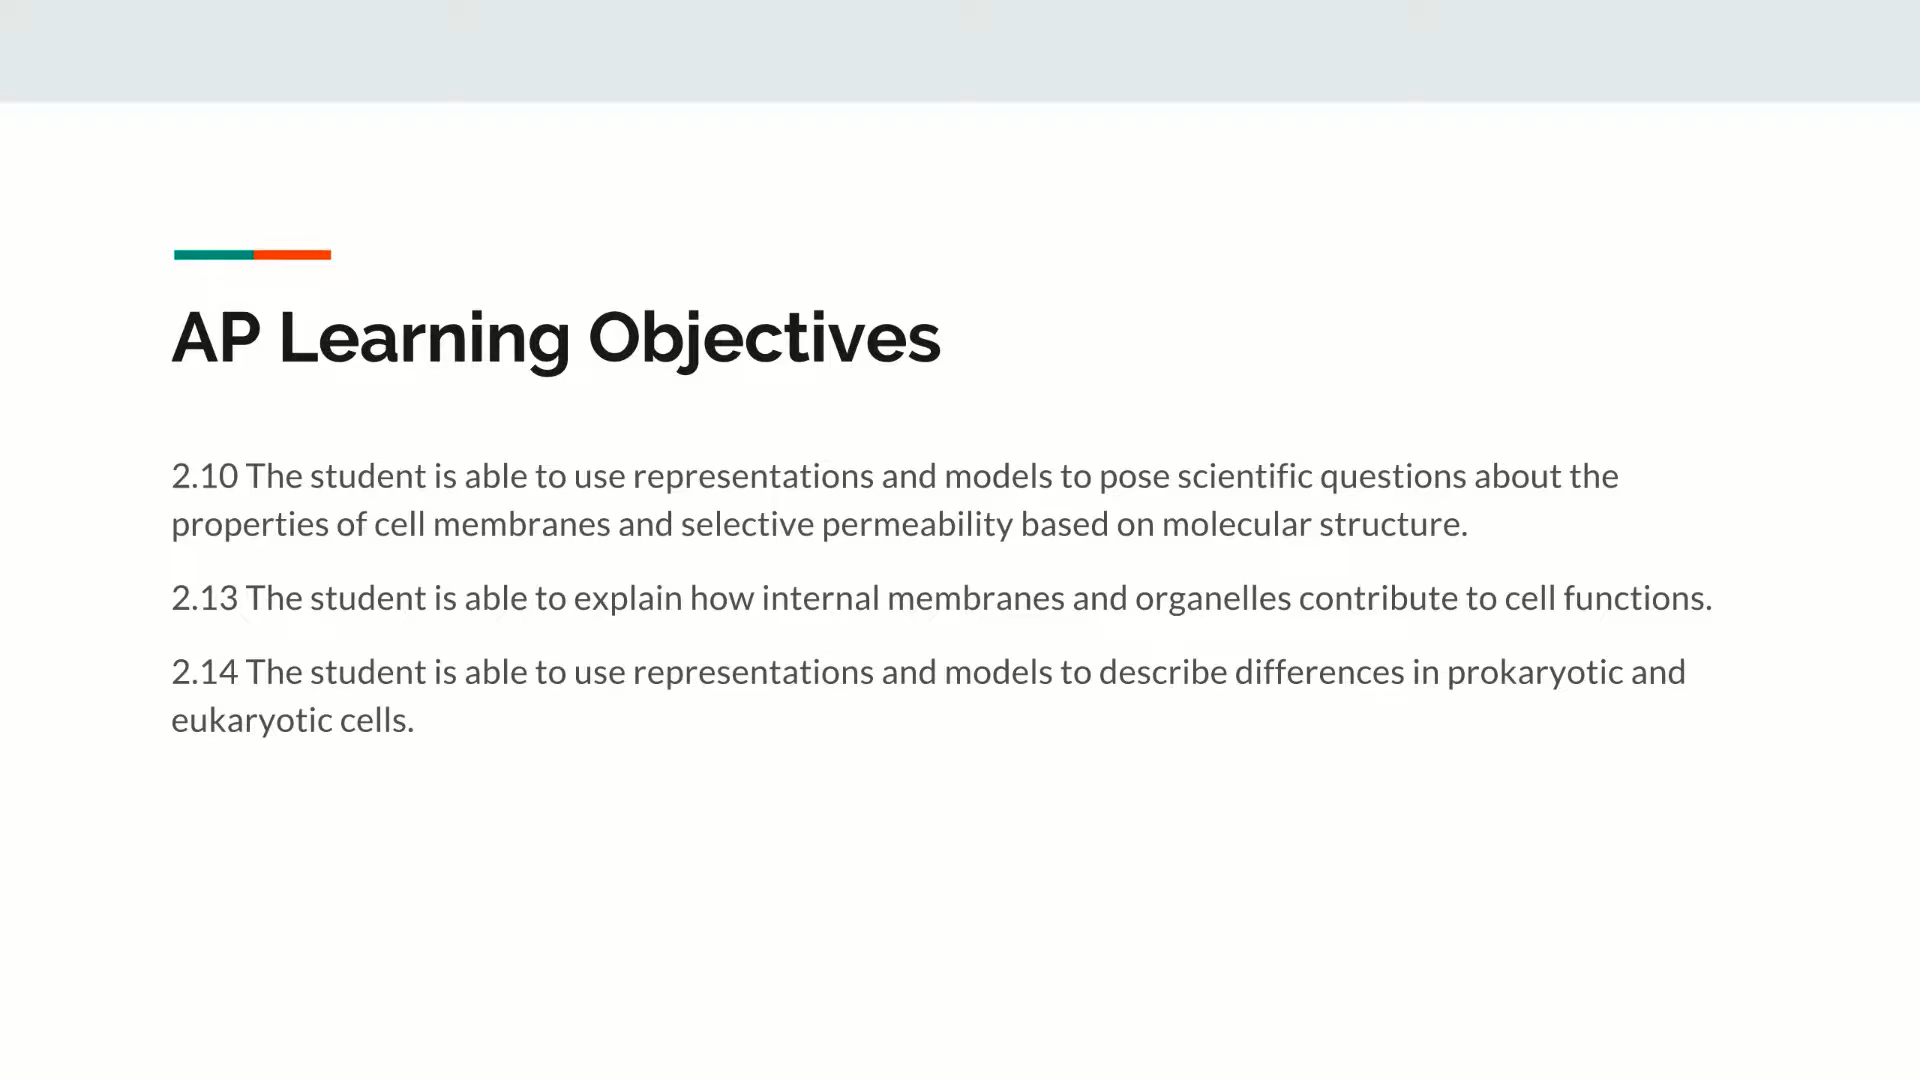 AP Learning Objectives
2.10 The student is able to use representations and models to pose scientific questions about the
properties of cell membranes and selective permeability based on molecular structure.
2.13 The student is able to explain how internal membranes and organelles contribute to cell functions.
2.14 The student is able to use representations and models to describe differences in prokaryotic and
eukaryotic cells.